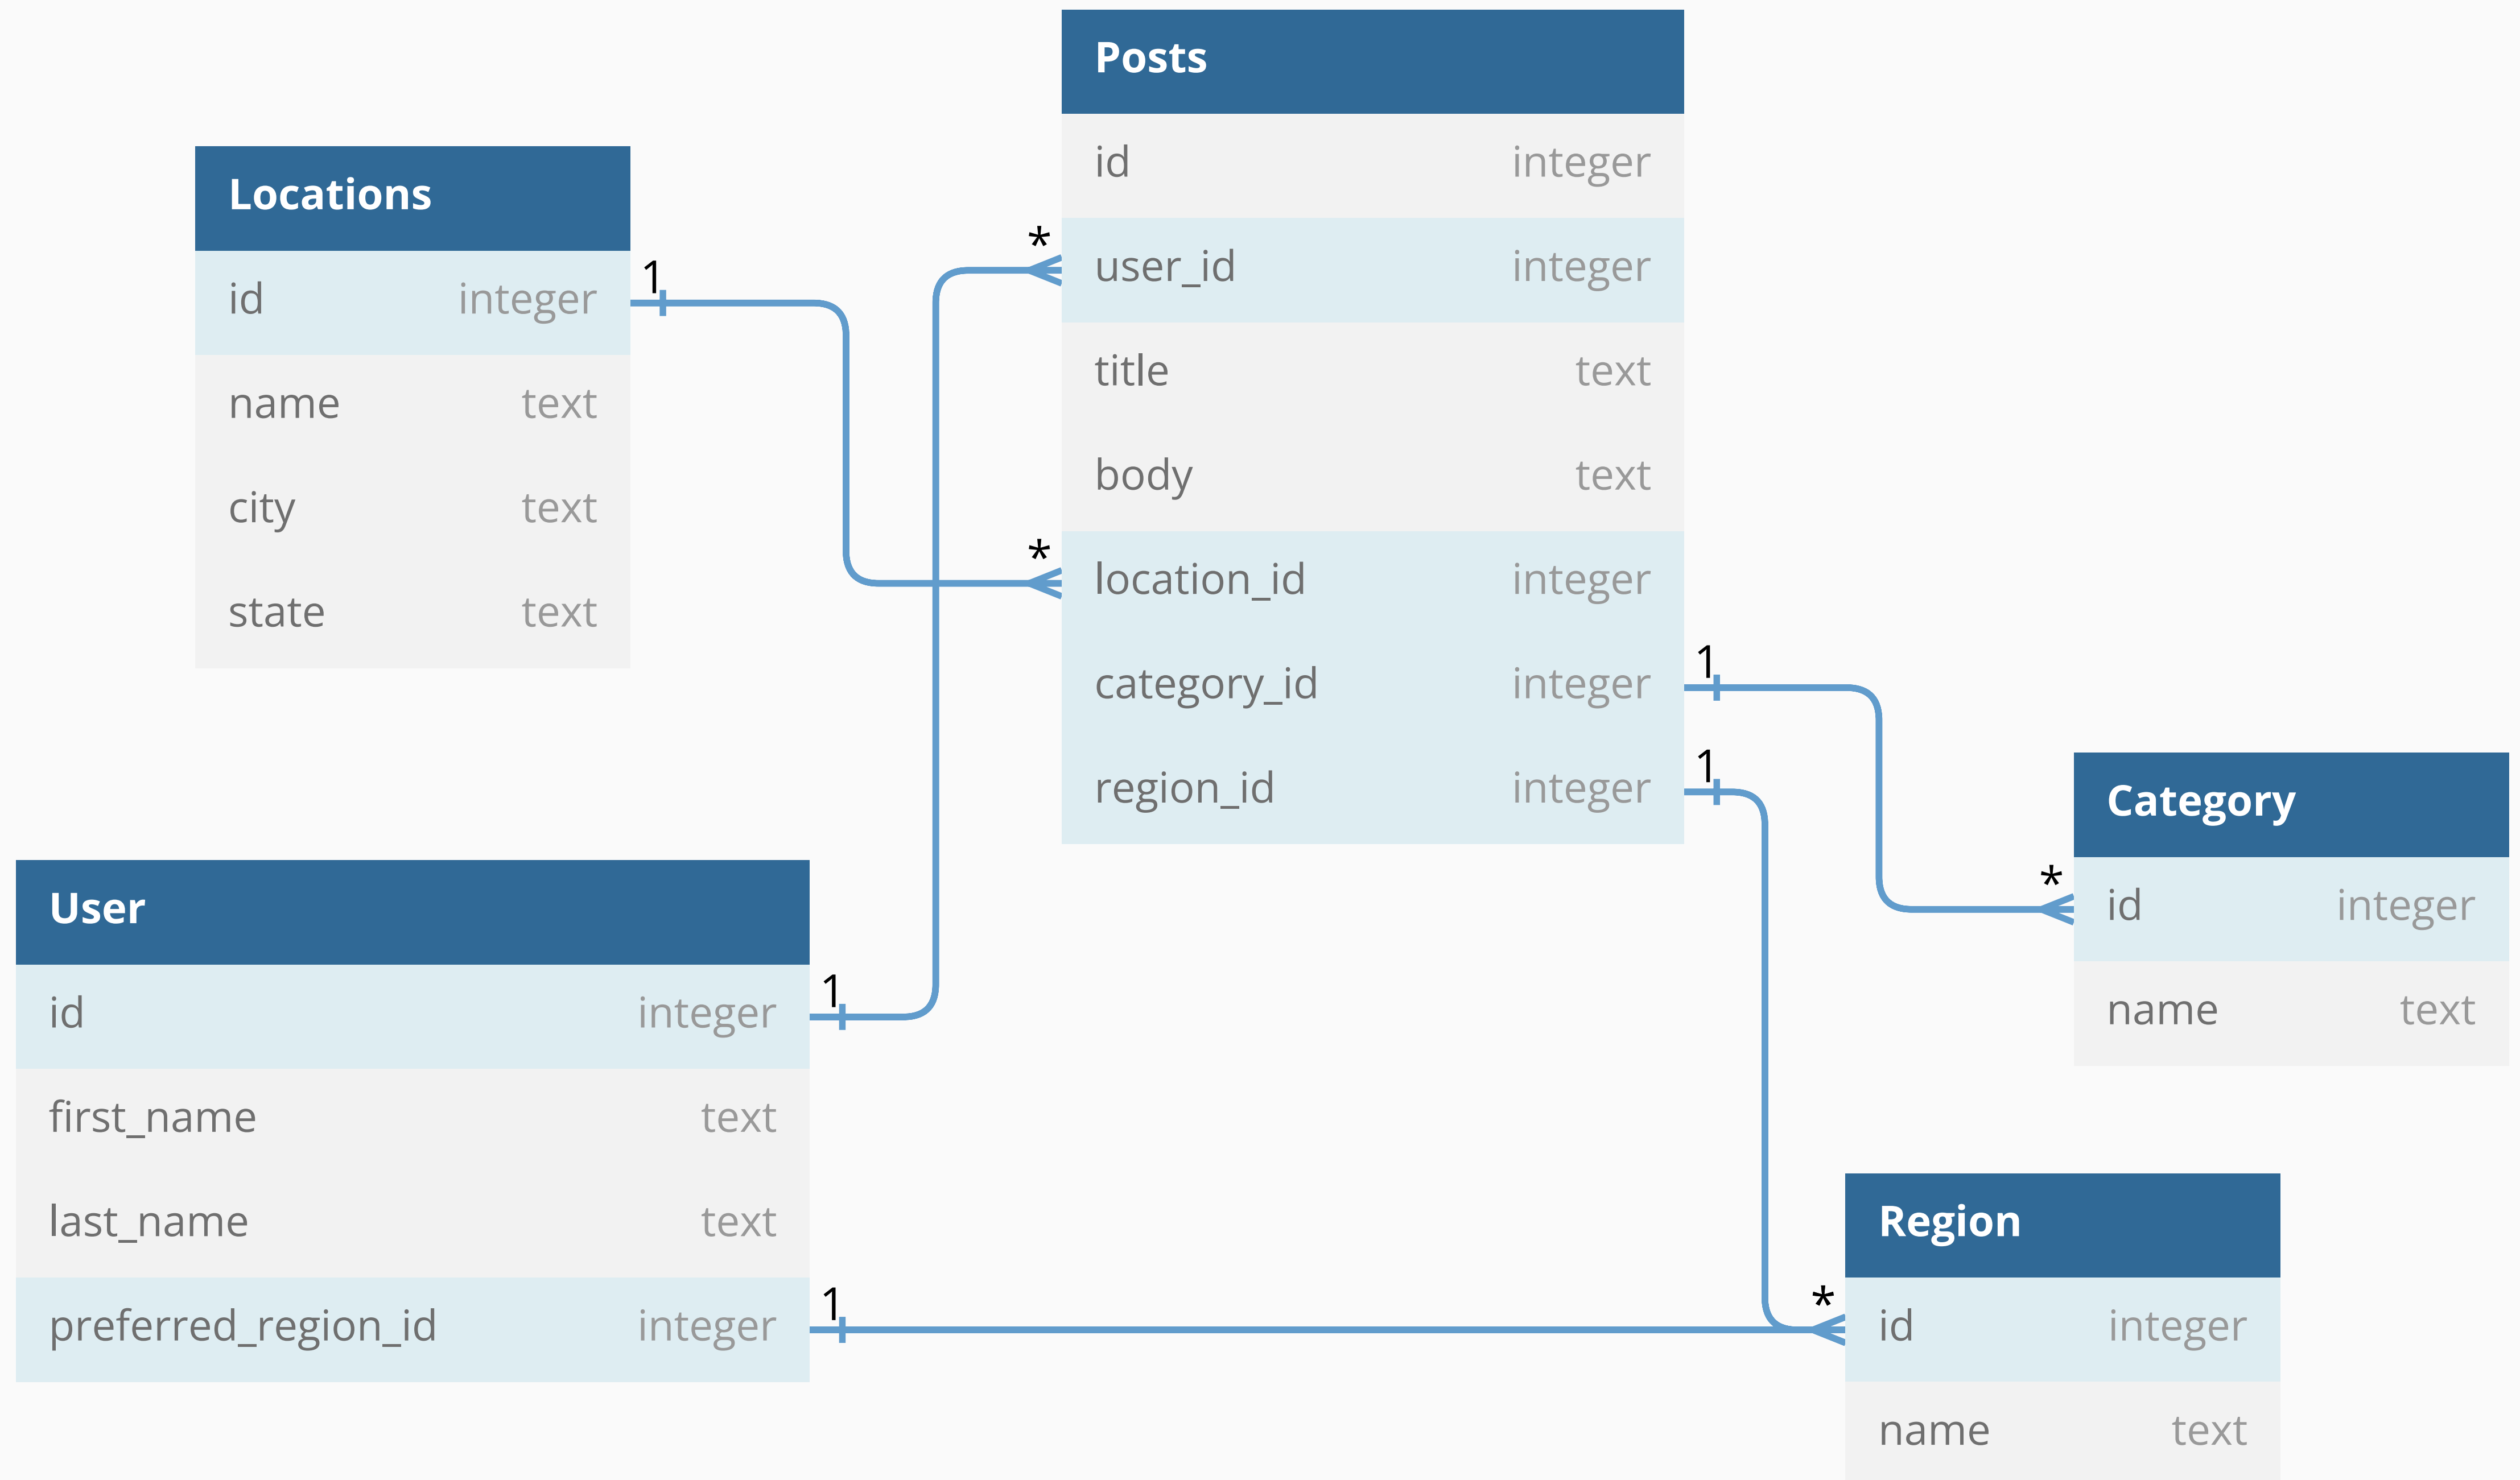 Posts
id integer
user_id integer
title text
body text
location_id integer
category_id integer
region_id integer
Locations
id integer
name text
city text
state text
User
id integer
first_name text
last_name text
preferred_region_id integer
Category
id integer
name text
Region
id integer
name text
1
*
*
1
1
*
1
1
*